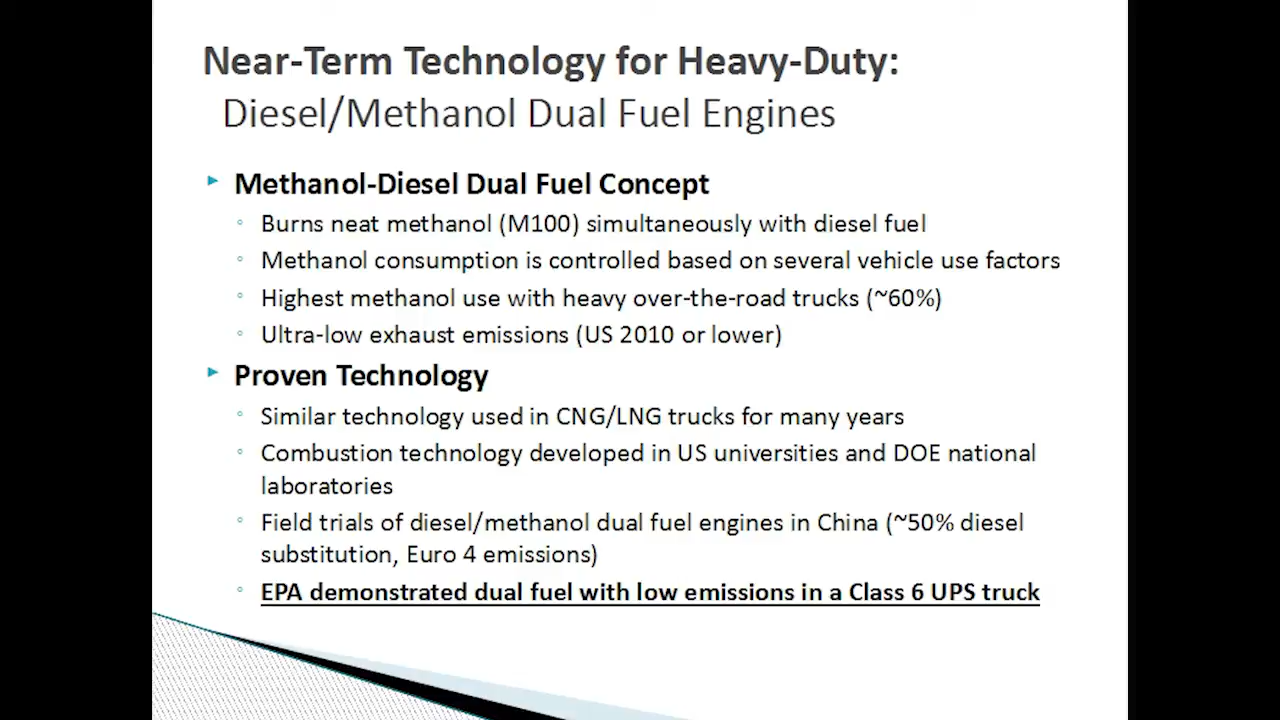 Near-Term Technology for Heavy-Duty:
Diesel/Methanol Dual Fuel Engines
Methanol-Diesel Dual Fuel Concept
Burns neat methanol (M100) simultaneously with diesel fuel
Methanol consumption is controlled based on several vehicle use factors
Highest methanol use with heavy over-the-road trucks (~60%)
Ultra-low exhaust emissions (US 2010 or lower)
Proven Technology
Similar technology used in CNG/LNG trucks for many years
Combustion technology developed in US universities and DOE national
laboratories
Field trials of diesel/methanol dual fuel engines in China (~50% diesel
substitution, Euro 4 emissions)
EPA demonstrated dual fuel with low emissions in a Class 6 UPS truck